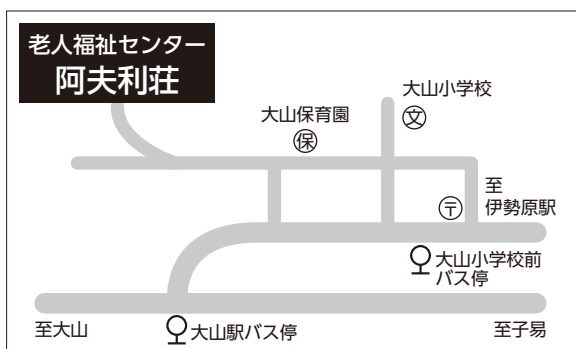 老人福祉センター
阿夫利荘
大山小学校
文
大山保育園
保
至
伊勢原駅
〒
大山小学校前
バス停
至大山
大山駅バス停
至子易